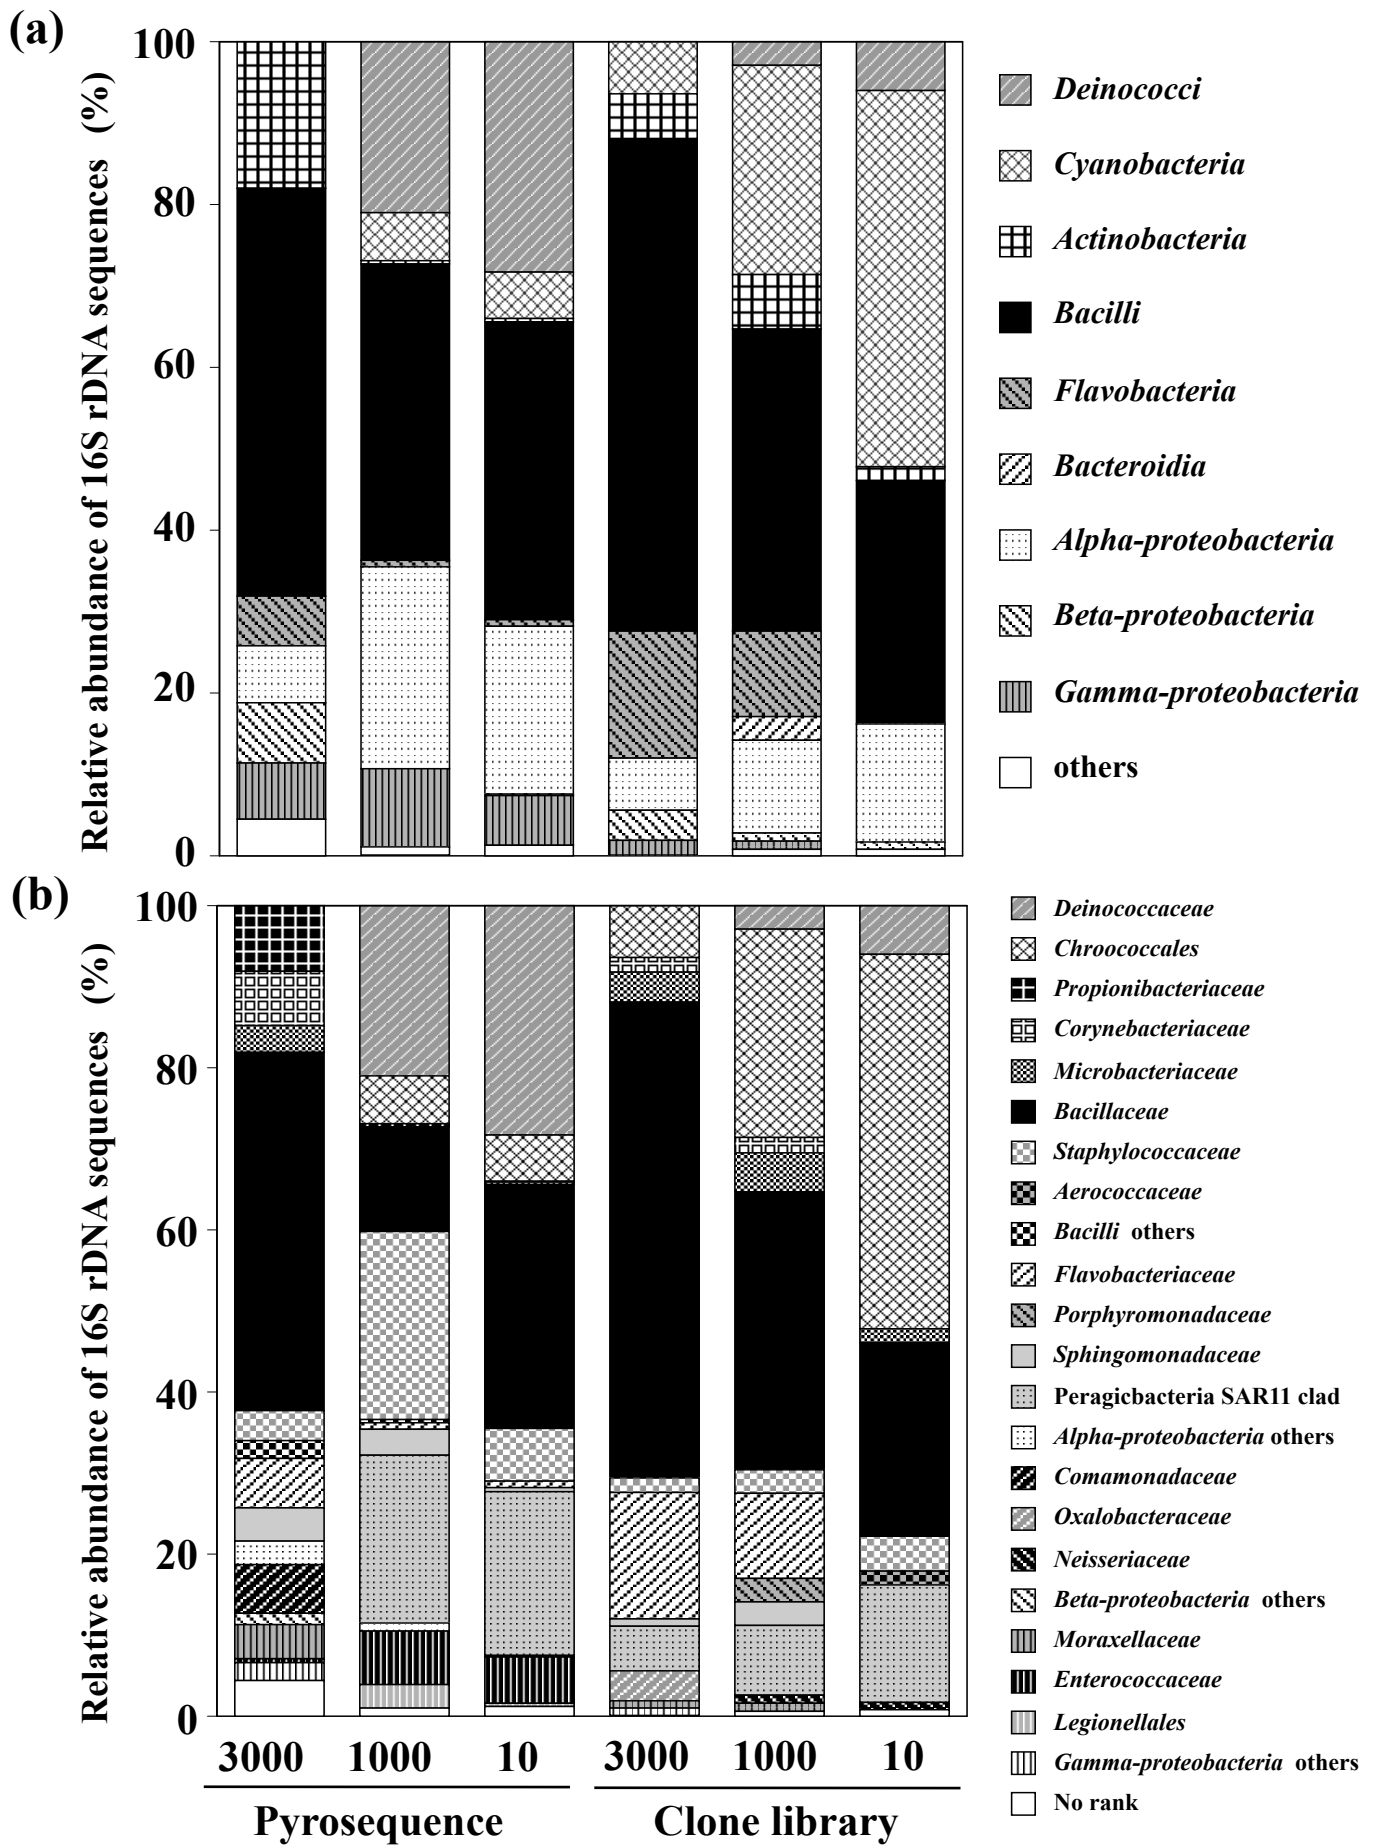 (a)
Relative abundance of 16S rDNA sequences (%)
100
80
60
40
20
0
Deinococci
Cyanobacteria
Actinobacteria
Bacilli
Flavobacteria
Bacteroidia
Alpha-proteobacteria
Beta-proteobacteria
Gamma-proteobacteria
others
(b)
Relative abundance of 16S rDNA sequences (%)
100
80
60
40
20
0
Deinococcaceae
Chroococcales
Propionibacteriaceae
Corynebacteriaceae
Microbacteriaceae
Bacillaceae
Staphylococcaceae
Aerococcaceae
Bacilli others
Flavobacteriaceae
Porphyromonadaceae
Sphingomonadaceae
Peragicbacteria SAR11 clad
Alpha-proteobacteria others
Comamonadaceae
Oxalobacteraceae
Neisseriaceae
Beta-proteobacteria others
Moraxellaceae
Enterococcaceae
Legionellales
Gamma-proteobacteria others
No rank
3000 1000 10 3000 1000 10
Pyrosequence Clone library